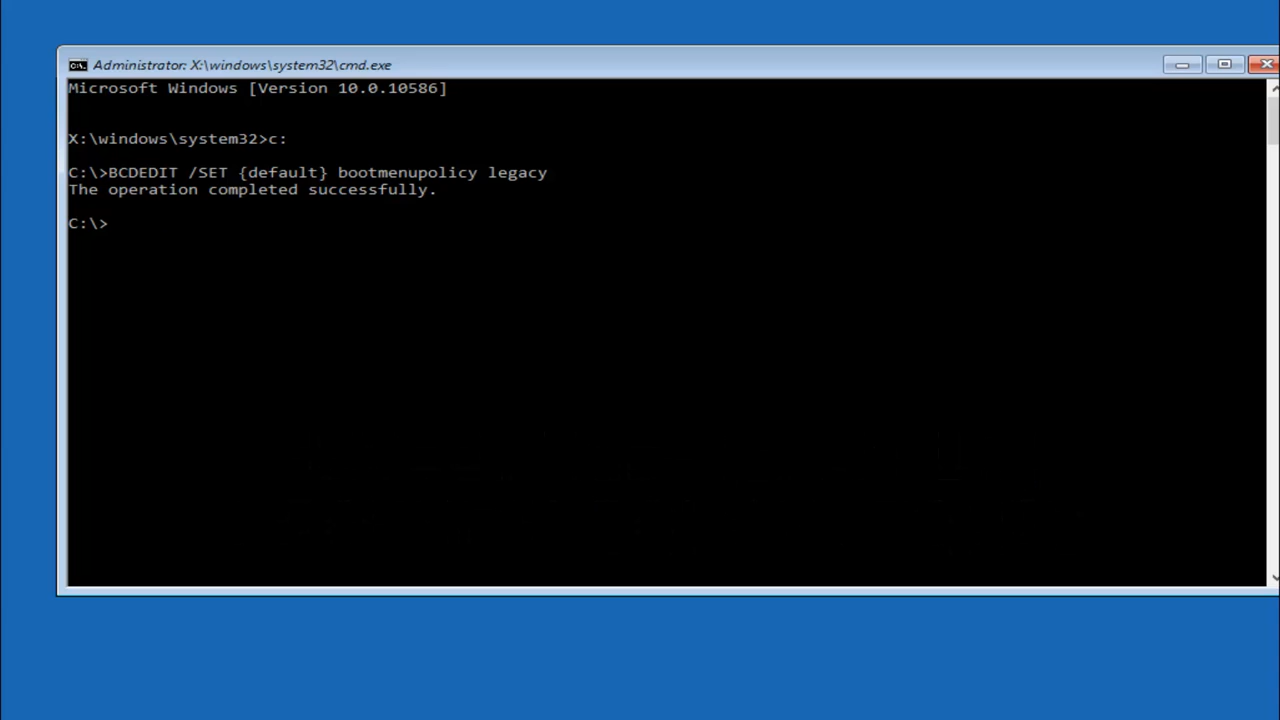 Administrator: X:\windows\system32\cmd.exe
Microsoft Windows [Version 10.0.10586]
X:\windows\system32>c:
C:\>BCDEDIT /SET {default} bootmenupolicy legacy
The operation completed successfully.
C:\>